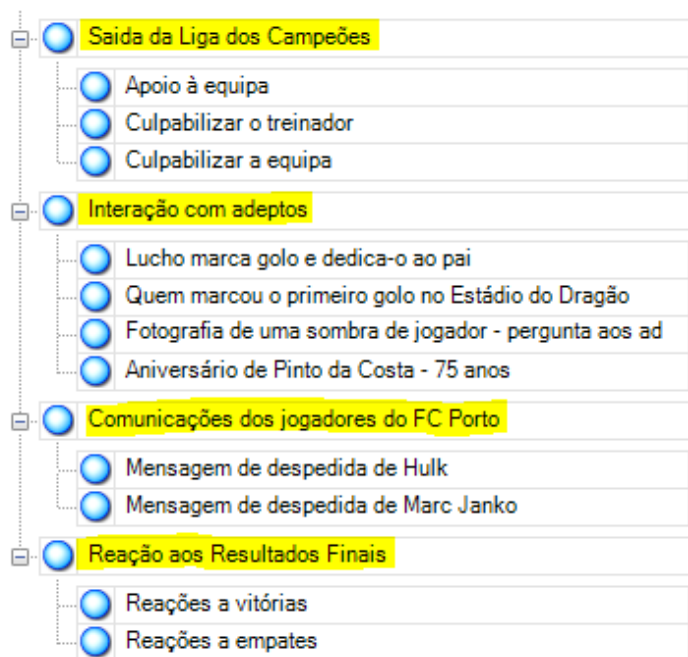 Saida da Liga dos Campeões
Apoio à equipa
Culpabilizar o treinador
Culpabilizar a equipa
Interação com adeptos
Lucho marca golo e dedica-o ao pai
Quem marcou o primeiro golo no Estádio do Dragão
Fotografia de uma sombra de jogador - pergunta aos ad
Aniversário de Pinto da Costa - 75 anos
Comunicações dos jogadores do FC Porto
Mensagem de despedida de Hulk
Mensagem de despedida de Marc Janko
Reação aos Resultados Finais
Reações a vitórias
Reações a empates